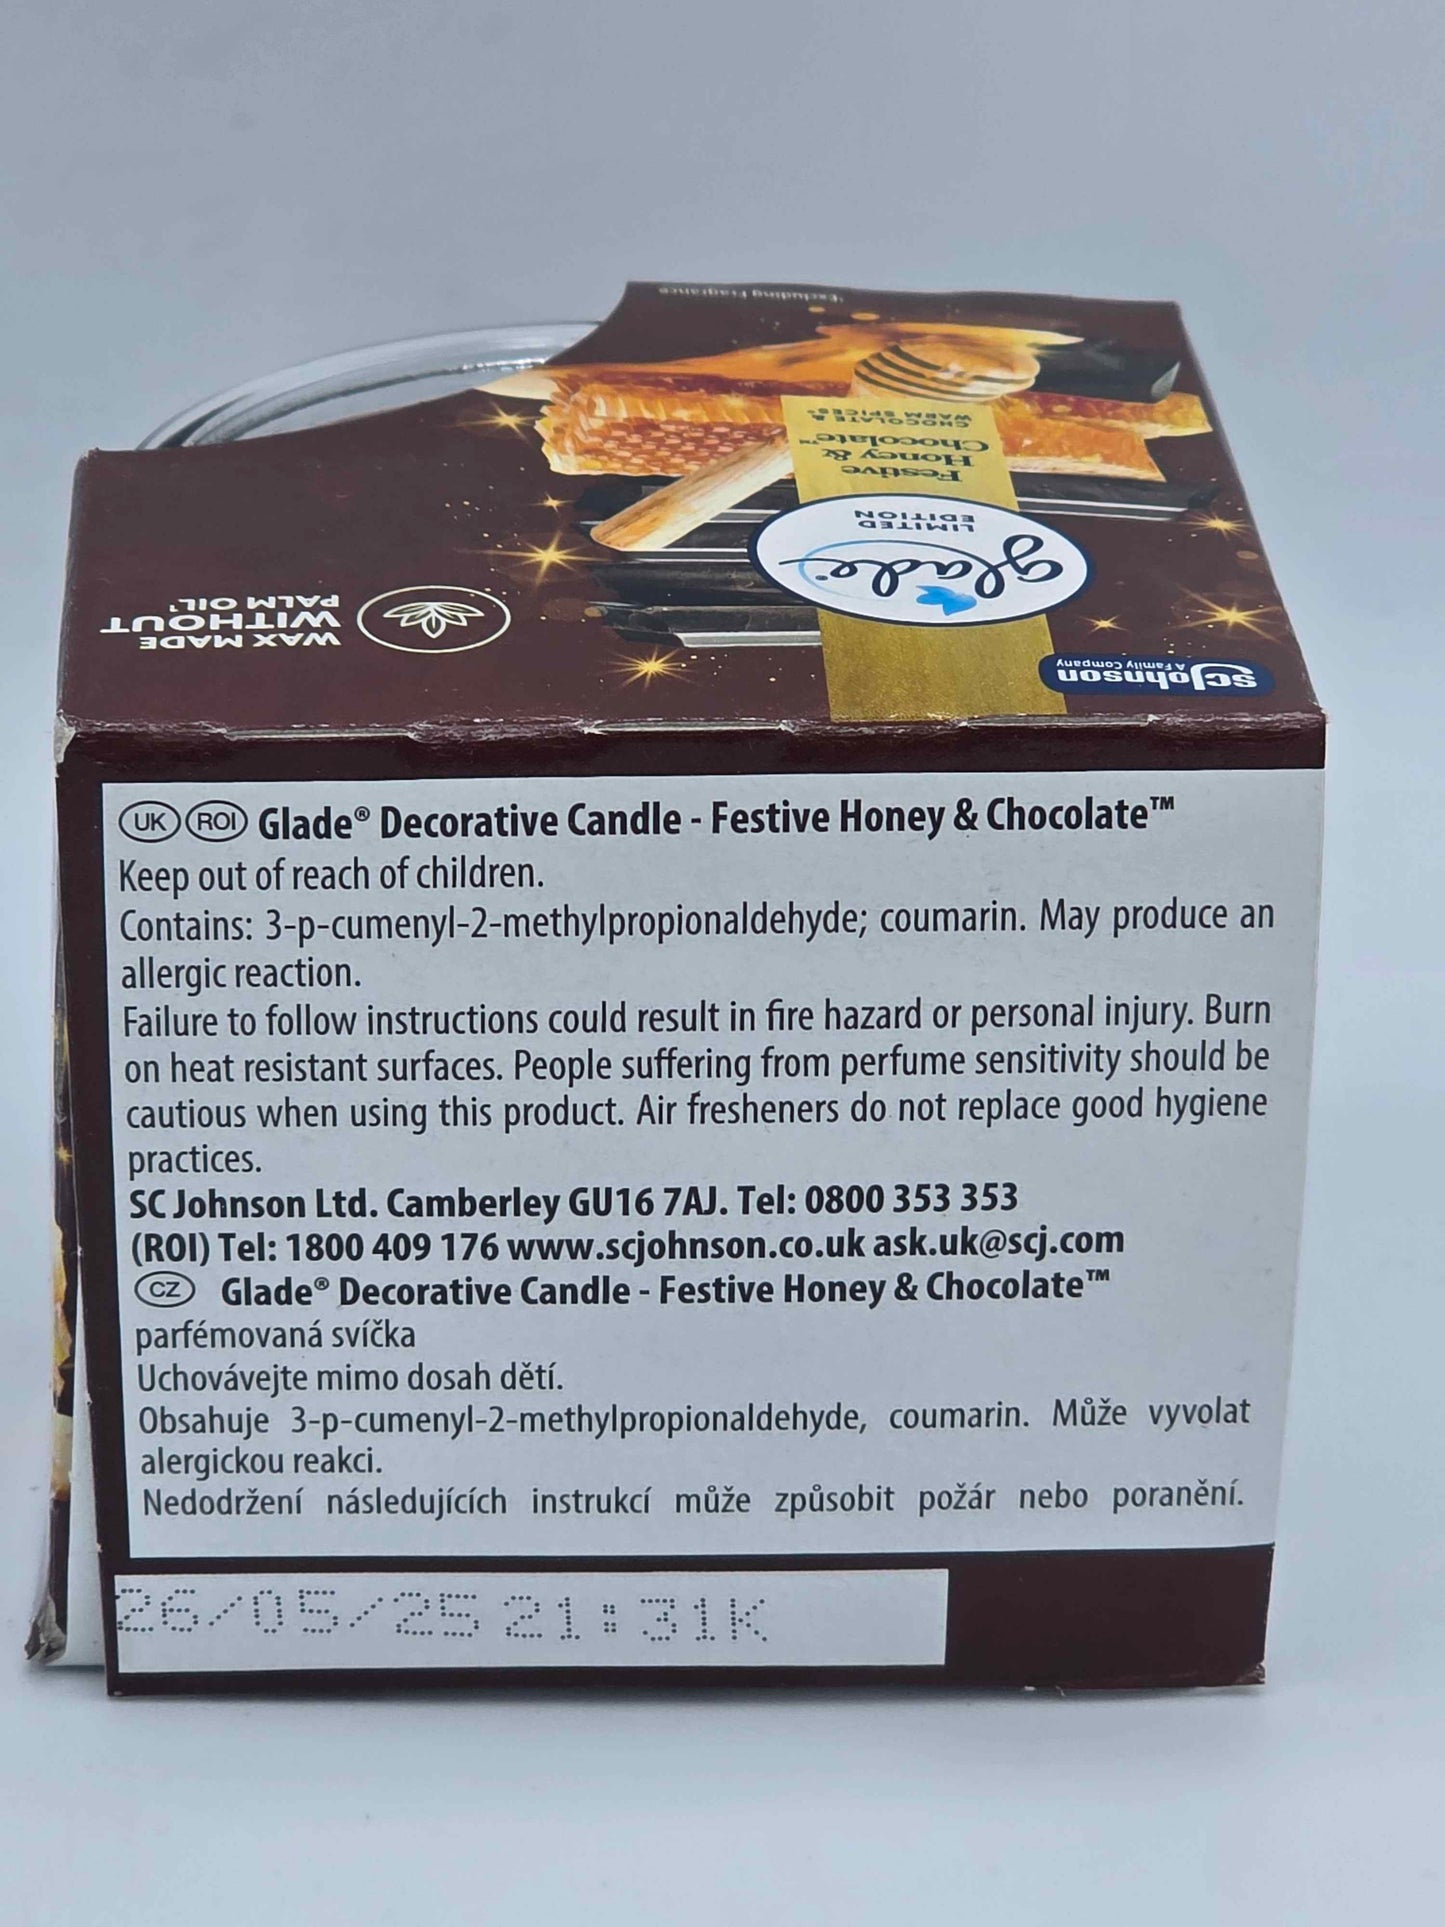 *Excluding Fragrance
scjohnson
A Family Company
glade®
LIMITED
EDITION
Festive
Honey &
Chocolate™
CHOCOLATE &
WARM SPICES*
WAX MADE
WITHOUT
PALM OIL*
UK ROI Glade® Decorative Candle - Festive Honey & Chocolate™
Keep out of reach of children.
Contains: 3-p-cumenyl-2-methylpropionaldehyde; coumarin. May produce an
allergic reaction.
Failure to follow instructions could result in fire hazard or personal injury. Burn
on heat resistant surfaces. People suffering from perfume sensitivity should be
cautious when using this product. Air fresheners do not replace good hygiene
practices.
SC Johnson Ltd. Camberley GU16 7AJ. Tel: 0800 353 353
(ROI) Tel: 1800 409 176 www.scjohnson.co.uk ask.uk@scj.com
CZ Glade® Decorative Candle - Festive Honey & Chocolate™
parfémovaná svíčka
Uchovávejte mimo dosah dětí.
Obsahuje 3-p-cumenyl-2-methylpropionaldehyde, coumarin. Může vyvolat
alergickou reakci.
Nedodržení následujících instrukcí může způsobit požár nebo poranění.
26/05/25 21:31K